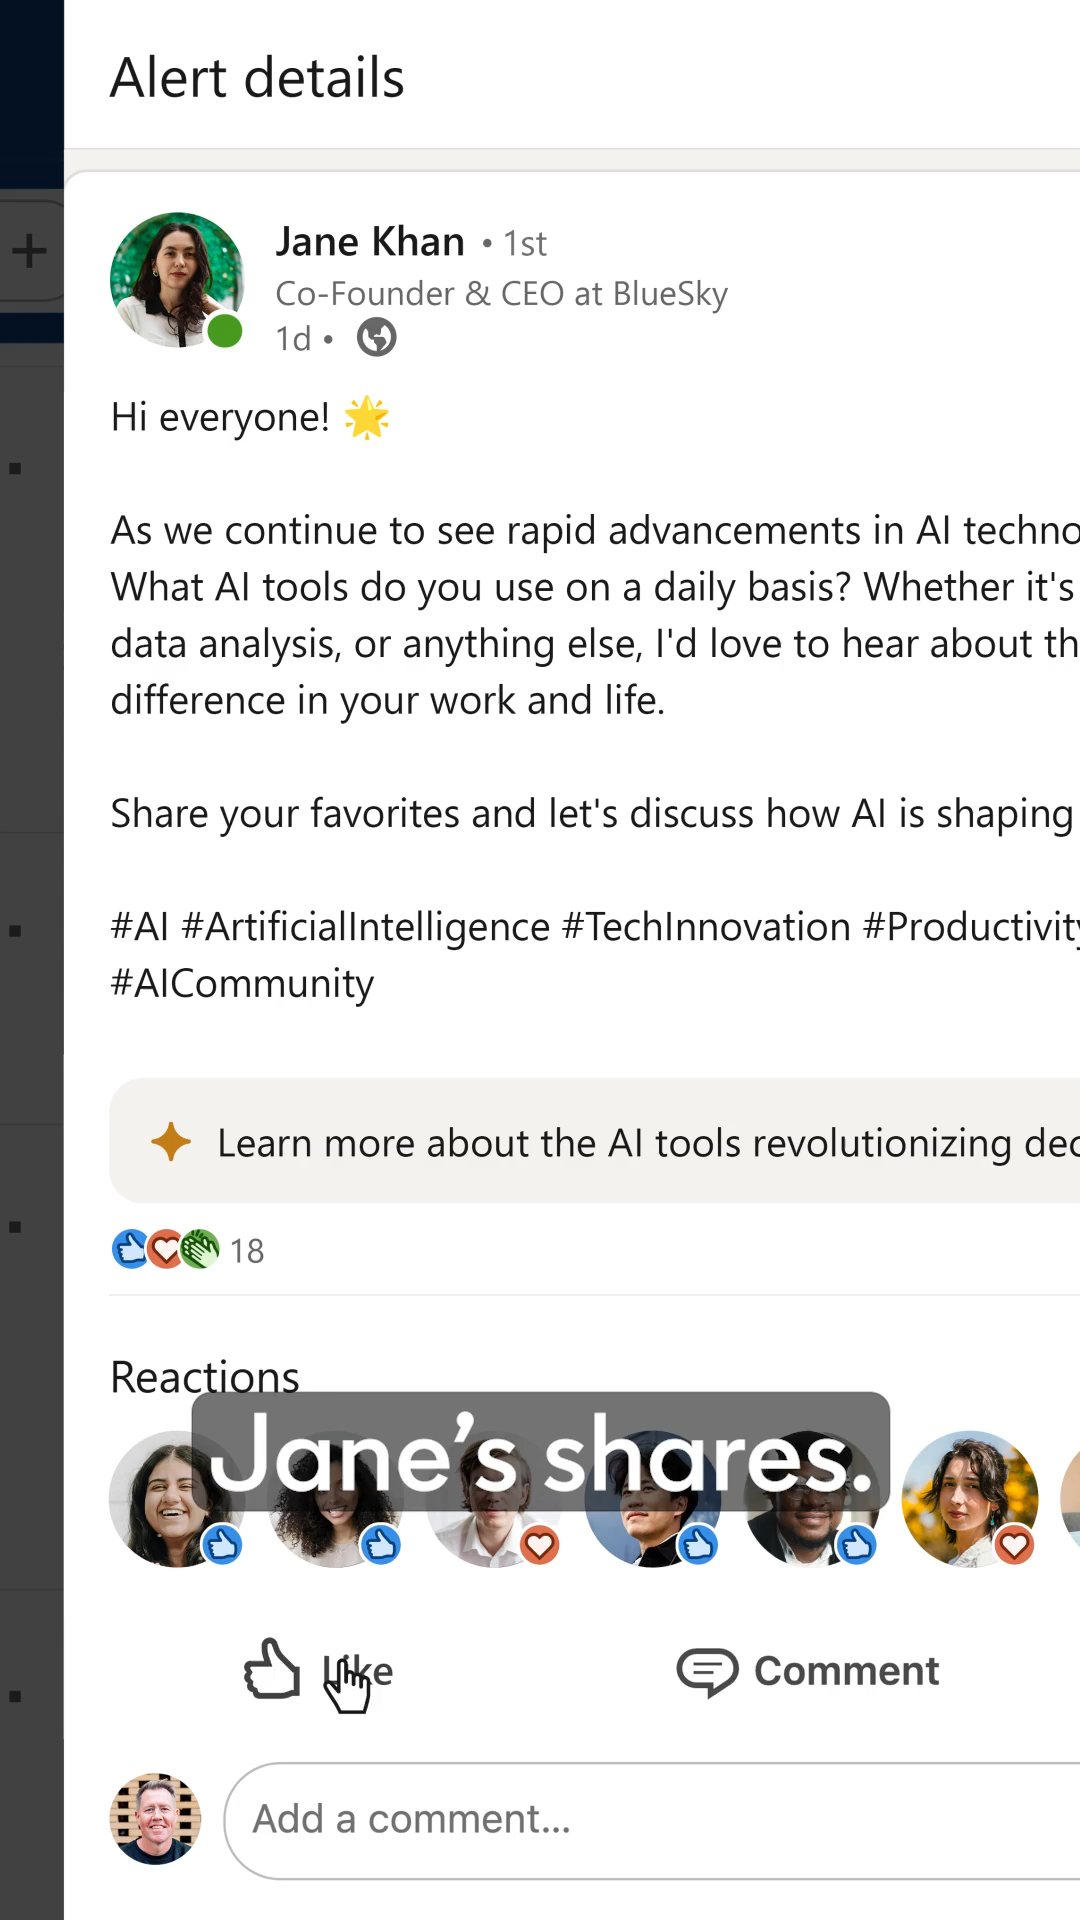 Alert details
Jane Khan • 1st
Co-Founder & CEO at BlueSky
1d •
Hi everyone!
As we continue to see rapid advancements in AI techno
What AI tools do you use on a daily basis? Whether it's
data analysis, or anything else, I'd love to hear about th
difference in your work and life.
Share your favorites and let's discuss how AI is shaping
#AI #ArtificialIntelligence #TechInnovation #Productivity
#AICommunity
Learn more about the AI tools revolutionizing dec
18
Reactions
Jane’s shares.
Like
Comment
Add a comment...